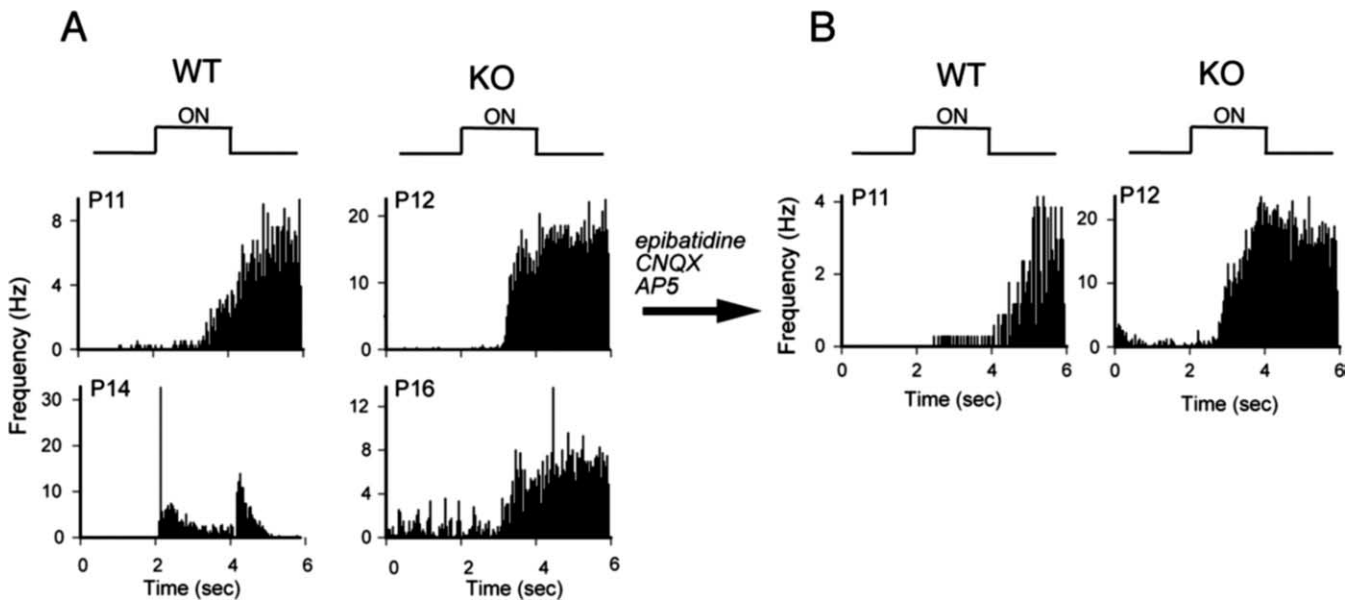 A
B
WT
KO
WT
KO
ON
ON
ON
ON
P11
8
4
0
P12
20
10
0
epibatidine
CNQX
AP5
P11
4
2
0
0 2 4 6
Time (sec)
P12
20
10
0
0 2 4 6
Time (sec)
Frequency (Hz)
Frequency (Hz)
P14
30
20
10
0
0 2 4 6
Time (sec)
P16
12
8
4
0
0 2 4 6
Time (sec)